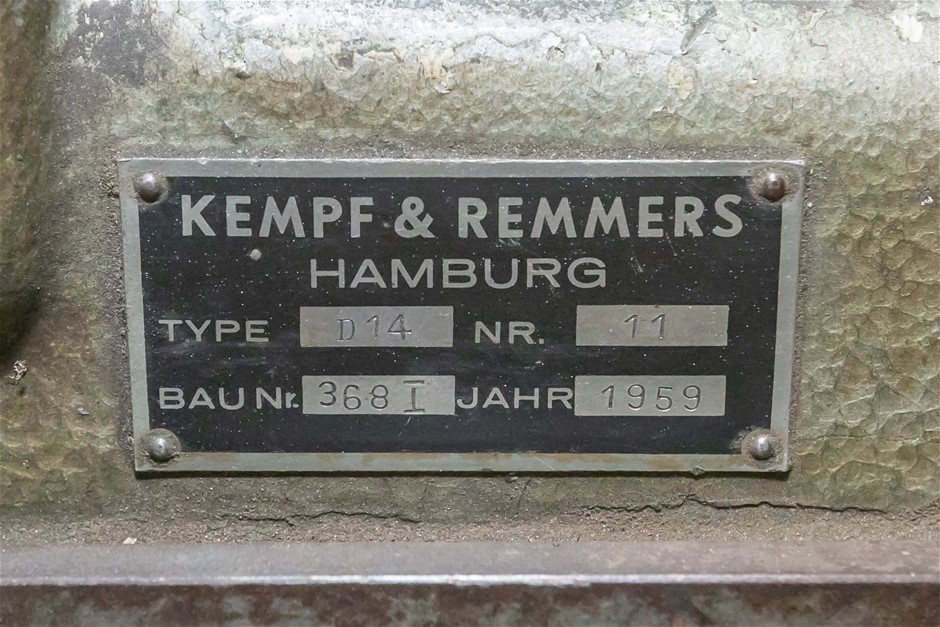 KEMPF & REMMERS
HAMBURG
TYPE D14 NR. 11
BAU Nr. 368 I JAHR 1959